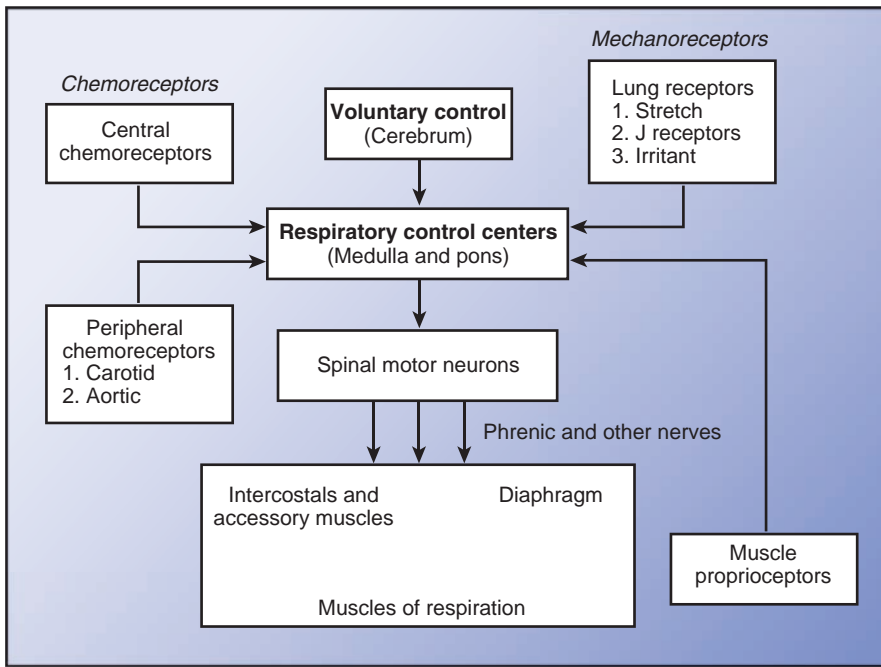 Chemoreceptors
Central
chemoreceptors
Voluntary control
(Cerebrum)
Mechanoreceptors
Lung receptors
1. Stretch
2. J receptors
3. Irritant
Respiratory control centers
(Medulla and pons)
Peripheral
chemoreceptors
1. Carotid
2. Aortic
Spinal motor neurons
Phrenic and other nerves
Intercostals and
accessory muscles
Diaphragm
Muscles of respiration
Muscle
proprioceptors